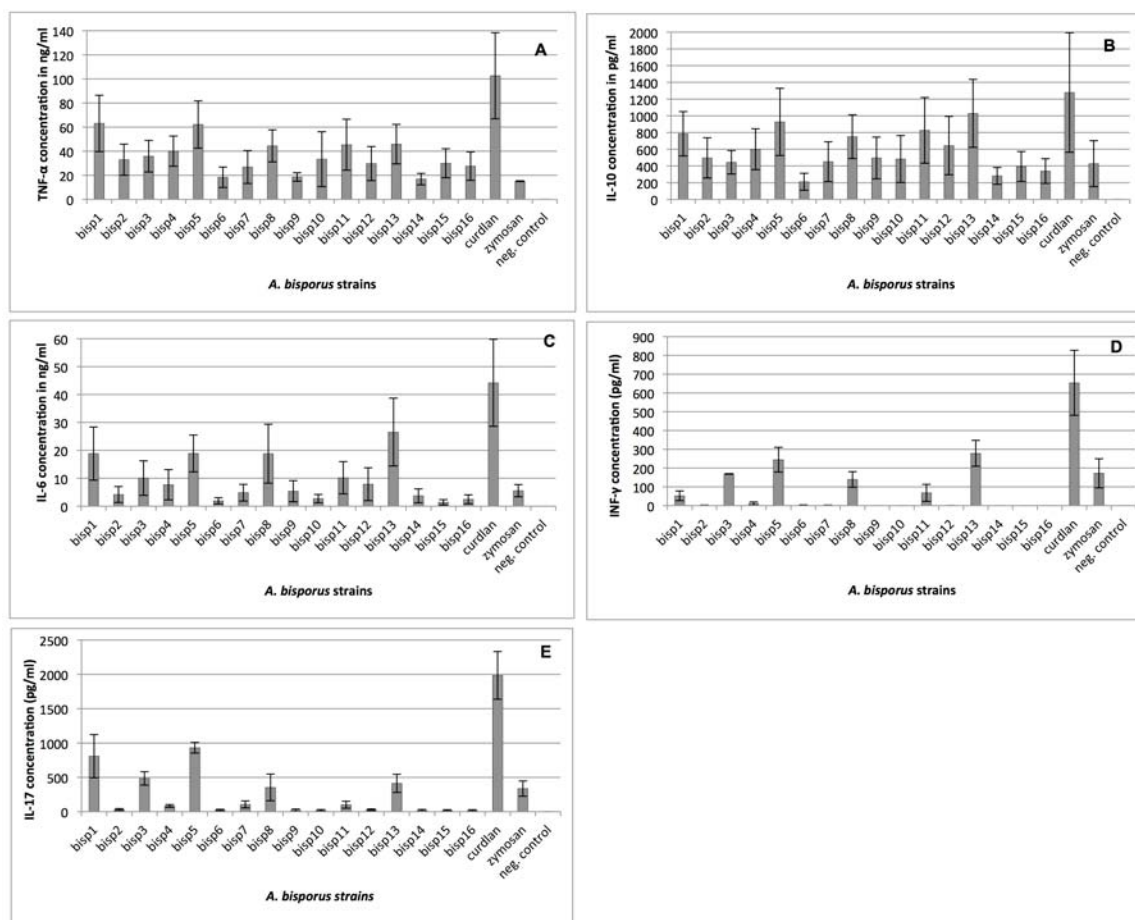 A
TNF-α concentration in ng/ml
140
120
100
80
60
40
20
0
bisp1
bisp2
bisp3
bisp4
bisp5
bisp6
bisp7
bisp8
bisp9
bisp10
bisp11
bisp12
bisp13
bisp14
bisp15
bisp16
curdlan
zymosan
neg. control
A. bisporus strains
B
IL-10 concentration in pg/ml
2000
1800
1600
1400
1200
1000
800
600
400
200
0
bisp1
bisp2
bisp3
bisp4
bisp5
bisp6
bisp7
bisp8
bisp9
bisp10
bisp11
bisp12
bisp13
bisp14
bisp15
bisp16
curdlan
zymosan
neg. control
A. bisporus strains
C
IL-6 concentration in ng/ml
60
50
40
30
20
10
0
bisp1
bisp2
bisp3
bisp4
bisp5
bisp6
bisp7
bisp8
bisp9
bisp10
bisp11
bisp12
bisp13
bisp14
bisp15
bisp16
curdlan
zymosan
neg. control
A. bisporus strains
D
INF-γ concentration (pg/ml)
900
800
700
600
500
400
300
200
100
0
bisp1
bisp2
bisp3
bisp4
bisp5
bisp6
bisp7
bisp8
bisp9
bisp10
bisp11
bisp12
bisp13
bisp14
bisp15
bisp16
curdlan
zymosan
neg. control
A. bisporus strains
E
IL-17 concentration (pg/ml)
2500
2000
1500
1000
500
0
bisp1
bisp2
bisp3
bisp4
bisp5
bisp6
bisp7
bisp8
bisp9
bisp10
bisp11
bisp12
bisp13
bisp14
bisp15
bisp16
curdlan
zymosan
neg. control
A. bisporus strains